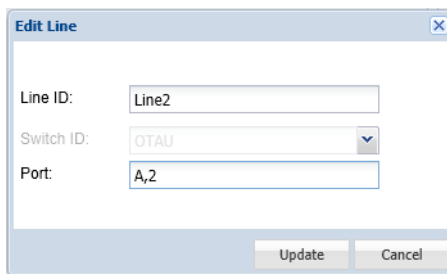 Edit Line
Line ID: Line2
Switch ID: OTAU
Port: A,2
Update Cancel